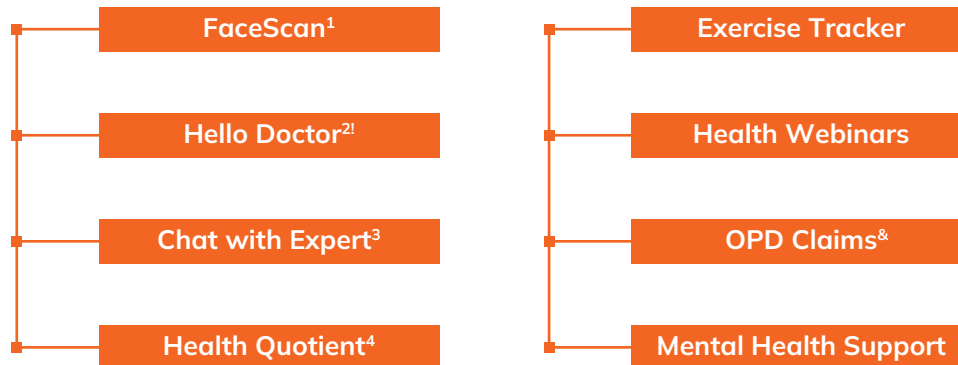 FaceScan¹
Hello Doctor²!
Chat with Expert³
Health Quotient⁴
Exercise Tracker
Health Webinars
OPD Claims&
Mental Health Support